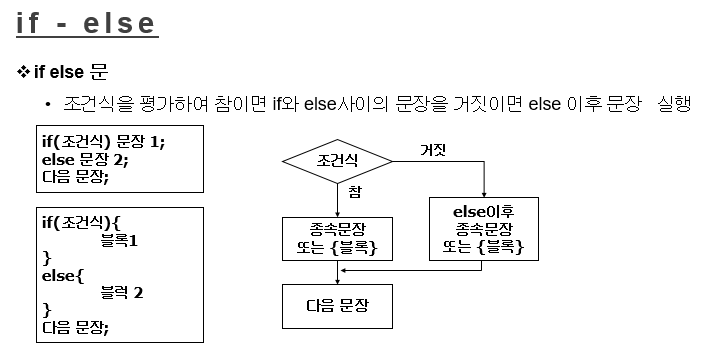 if - else
❖if else 문
• 조건식을 평가하여 참이면 if와 else사이의 문장을 거짓이면 else 이후 문장 실행
if(조건식) 문장 1;
else 문장 2;
다음 문장;
if(조건식){
블록1
}
else{
블럭 2
}
다음 문장;
조건식
거짓
참
종속문장
또는 {블록}
else이후
종속문장
또는 {블록}
다음 문장